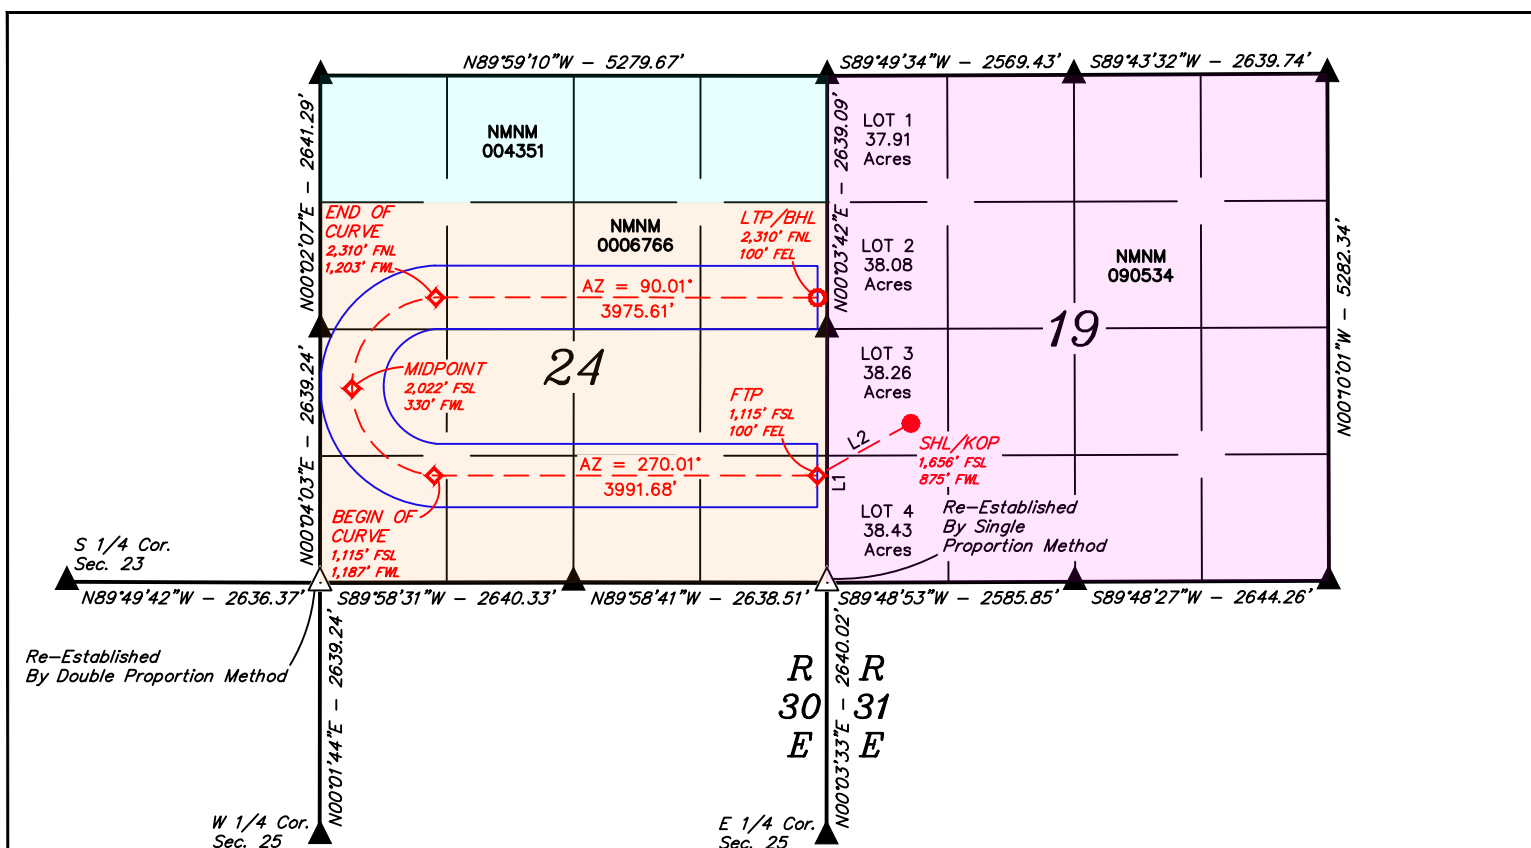 N89°59'10"W - 5279.67'
S89°49'34"W - 2569.43'
S89°43'32"W - 2639.74'
N00°02'07"E - 2641.29'
NMNM
004351
N00°03'42"E - 2639.09'
LOT 1
37.91
Acres
END OF
CURVE
2,310' FNL
1,203' FWL
NMNM
0006766
LTP/BHL
2,310' FNL
100' FEL
LOT 2
38.08
Acres
NMNM
090534
N00°10'01"W - 5282.34'
AZ = 90.01°
3975.61'
24
19
N00°04'03"E - 2639.24'
MIDPOINT
2,022' FSL
330' FWL
LOT 3
38.26
Acres
FTP
1,115' FSL
100' FEL
L2
L1
SHL/KOP
1,656' FSL
875' FWL
AZ = 270.01°
3991.68'
BEGIN OF
CURVE
1,115' FSL
1,187' FWL
LOT 4
38.43
Acres
Re-Established
By Single
Proportion Method
S 1/4 Cor.
Sec. 23
N89°49'42"W - 2636.37'
S89°58'31"W - 2640.33'
N89°58'41"W - 2638.51'
S89°48'53"W - 2585.85'
S89°48'27"W - 2644.26'
Re-Established
By Double Proportion Method
N00°01'44"E - 2639.24'
R
30
E
N00°03'33"E - 2640.02'
R
31
E
W 1/4 Cor.
Sec. 25
E 1/4 Cor.
Sec. 25